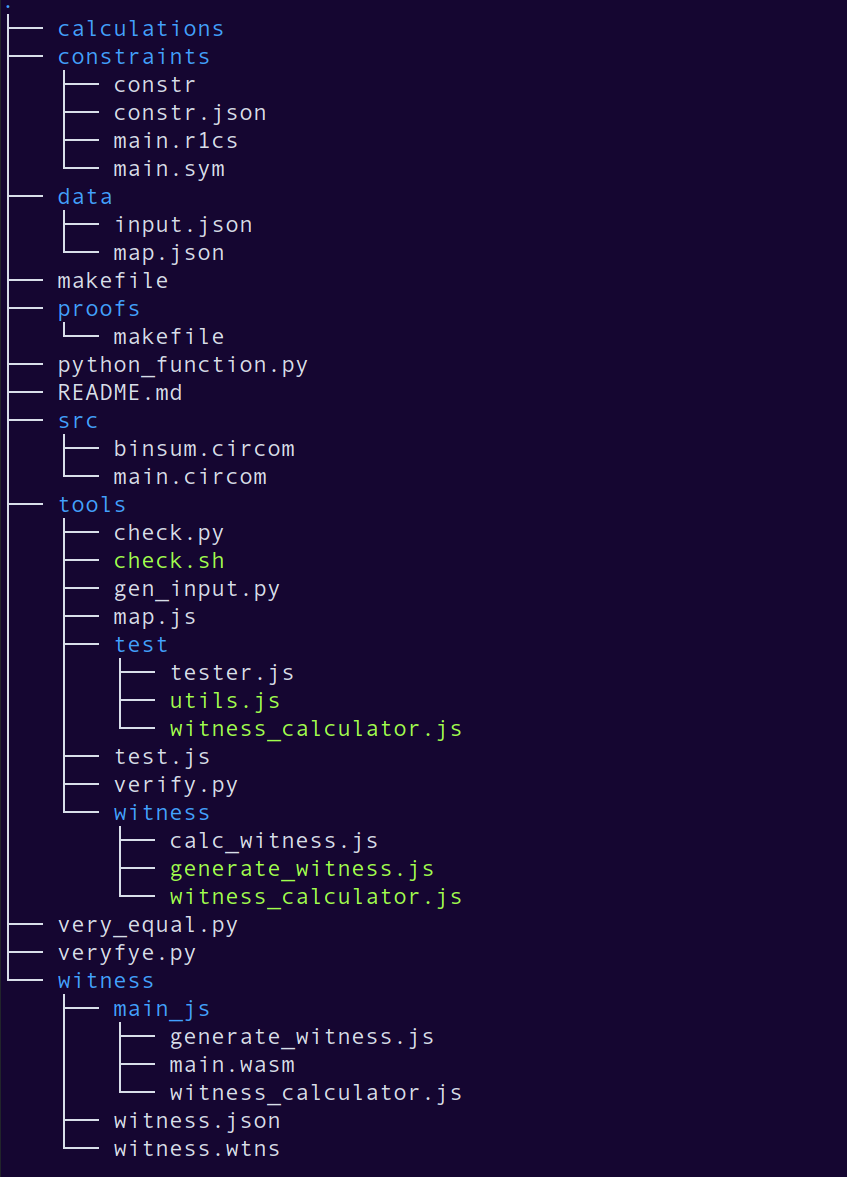 .
├── calculations
├── constraints
│   ├── constr
│   ├── constr.json
│   ├── main.r1cs
│   └── main.sym
├── data
│   ├── input.json
│   └── map.json
├── makefile
├── proofs
│   └── makefile
├── python_function.py
├── README.md
├── src
│   ├── binsum.circom
│   └── main.circom
├── tools
│   ├── check.py
│   ├── check.sh
│   ├── gen_input.py
│   ├── map.js
│   ├── test
│   │   ├── tester.js
│   │   ├── utils.js
│   │   └── witness_calculator.js
│   ├── test.js
│   ├── verify.py
│   └── witness
│       ├── calc_witness.js
│       ├── generate_witness.js
│       └── witness_calculator.js
├── very_equal.py
├── veryfye.py
└── witness
    ├── main_js
    │   ├── generate_witness.js
    │   ├── main.wasm
    │   └── witness_calculator.js
    ├── witness.json
    └── witness.wtns